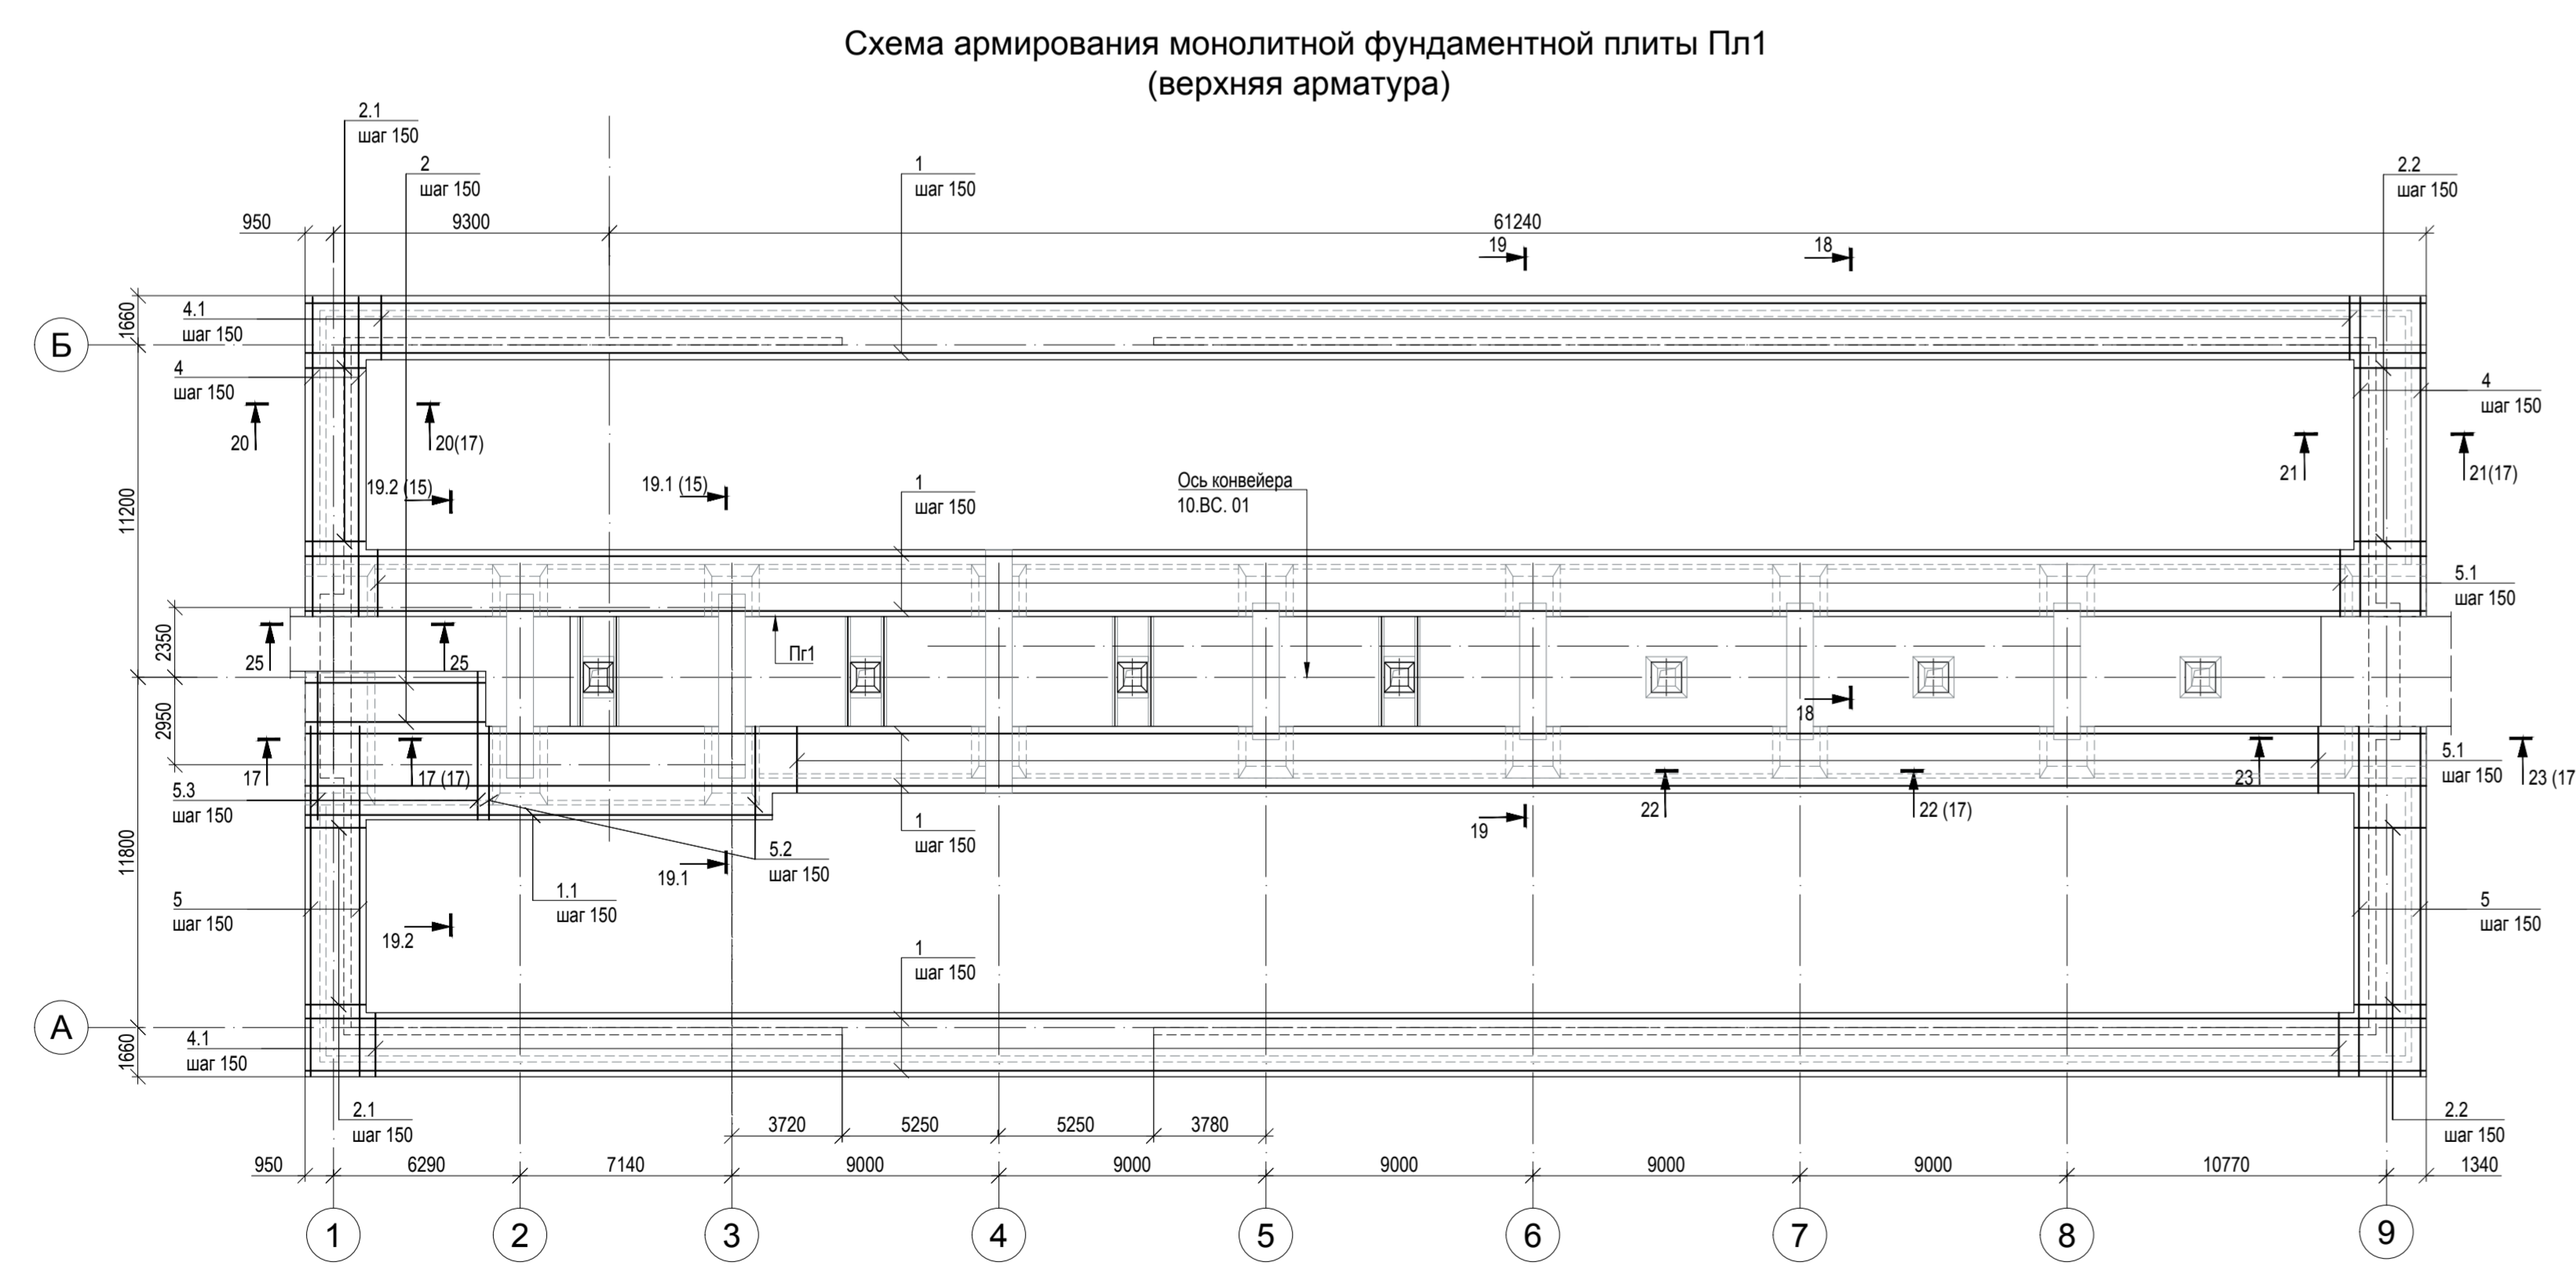 Схема армирования монолитной фундаментной плиты Пл1
(верхняя арматура)
2.1
шаг 150
2
шаг 150
1
шаг 150
2.2
шаг 150
950
9300
61240
19
18
1660
4.1
шаг 150
Б
4
шаг 150
4
шаг 150
20
20(17)
21
21(17)
19.2 (15)
19.1 (15)
1
шаг 150
Ось конвейера
10.ВС. 01
11200
5.1
шаг 150
2350
25
25
Пг1
2950
18
17
17 (17)
5.3
шаг 150
22
22 (17)
23
5.1
шаг 150
23 (17
1
шаг 150
19
11800
5.2
шаг 150
19.1
1.1
шаг 150
5
шаг 150
5
шаг 150
19.2
1
шаг 150
А
4.1
шаг 150
1660
2.1
шаг 150
2.2
шаг 150
3720
5250
5250
3780
950
6290
7140
9000
9000
9000
9000
9000
10770
1340
1
2
3
4
5
6
7
8
9